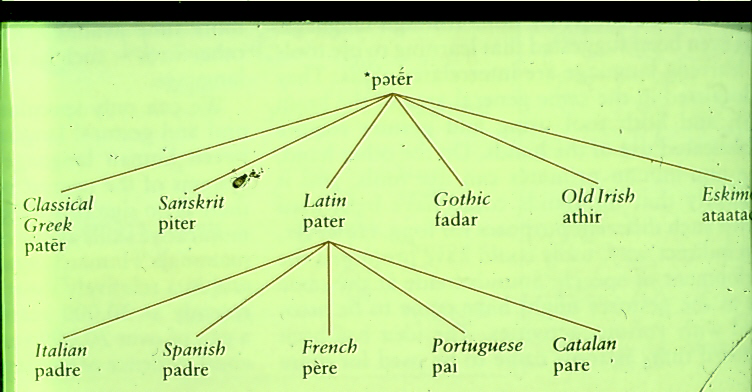 *pətḗr
Classical Sanskrit Latin Gothic Old Irish
Greek piter pater fadar athir
patēr
Italian Spanish French Portuguese Catalan
padre padre père pai pare